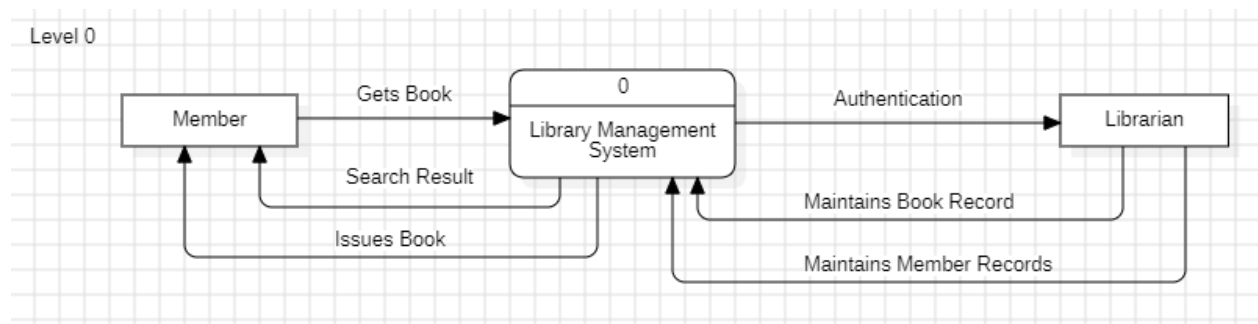 Level 0
Gets Book
0
Authentication
Member
Librarian
Library Management
System
Search Result
Maintains Book Record
Issues Book
Maintains Member Records